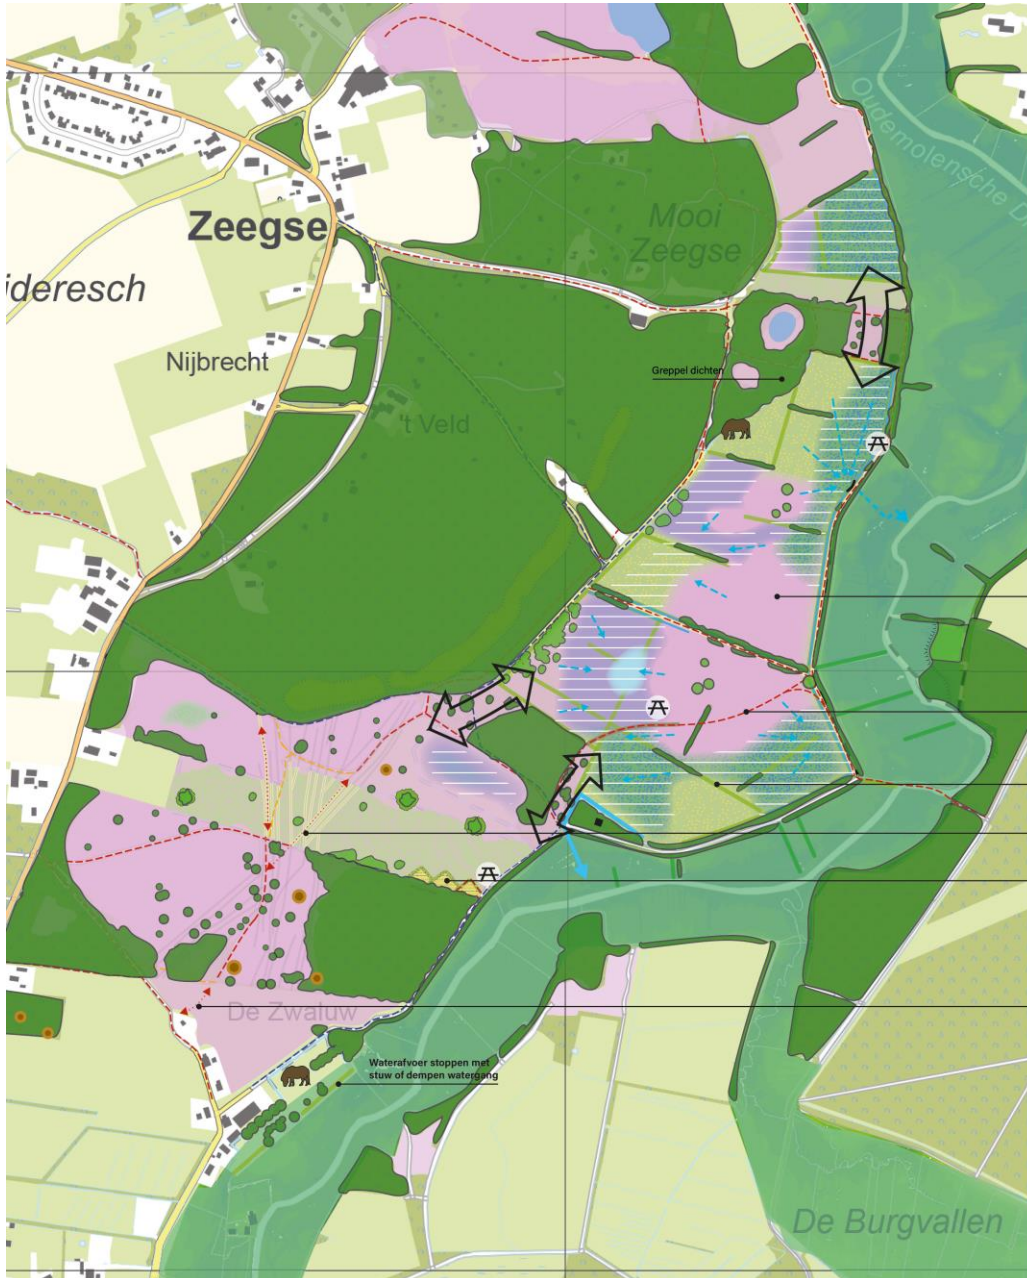 Oudemolensche D
Mooi
Zeegse
Zeegse
ideresch
Nijbrecht
Greppel dichten
't Veld
De Zwaluw
Waterafvoer stoppen met
stuw of dempen watergang
De Burgvallen